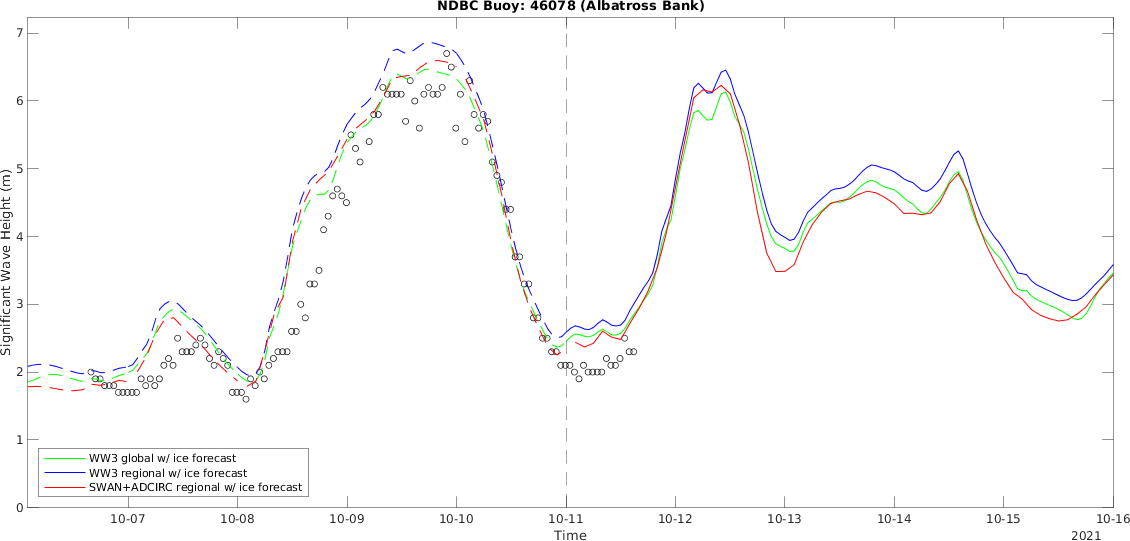 NDBC Buoy: 46078 (Albatross Bank)
7
6
5
4
3
2
1
0
Significant Wave Height (m)
WW3 global w/ ice forecast
WW3 regional w/ ice forecast
SWAN+ADCIRC regional w/ ice forecast
10-07 10-08 10-09 10-10 10-11 10-12 10-13 10-14 10-15 10-16
Time
2021